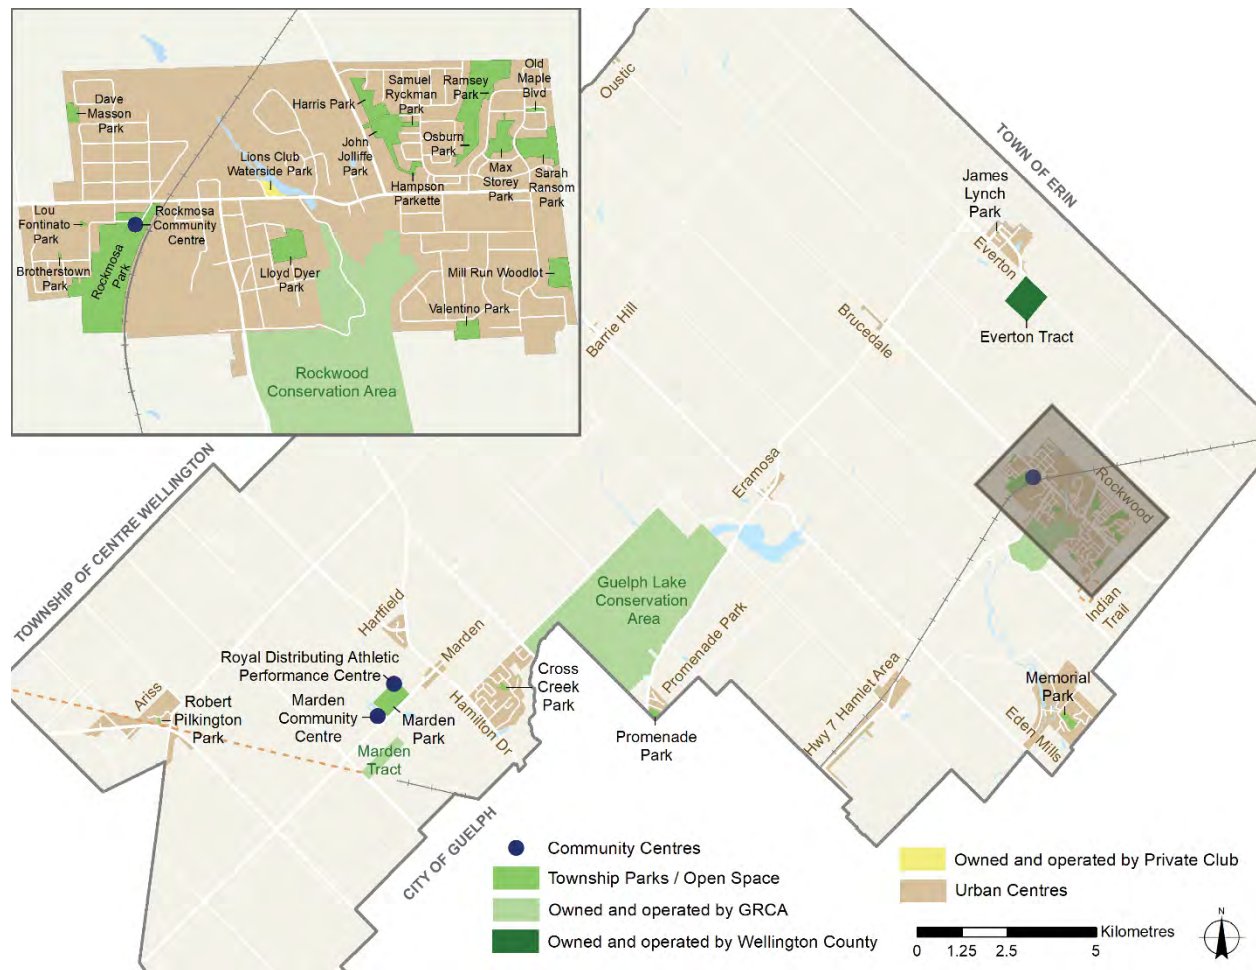 Dave
Masson
Park
Harris Park
Samuel
Ryckman
Park
Ramsey
Park
Old
Maple
Blvd
John
Jolliffe
Park
Osburn
Park
Lions Club
Waterside Park
Hampson
Parkette
Max
Storey
Park
Sarah
Ransom
Park
Lou
Fontinato
Park
Rockmosa
Community
Centre
Brotherstown
Park
Rockmosa
Park
Lloyd Dyer
Park
Mill Run Woodlot
Valentino Park
Rockwood
Conservation Area
Oustic
TOWN OF ERIN
James
Lynch
Park
Everton
Everton Tract
Barrie Hill
Brucedale
Eramosa
Rockwood
Indian
Trail
TOWNSHIP OF CENTRE WELLINGTON
Guelph Lake
Conservation
Area
Hartfield
Marden
Promenade Park
Royal Distributing Athletic
Performance Centre
Cross
Creek
Park
Hwy 7 Hamlet Area
Memorial
Park
Eden Mills
Ariss
Robert
Pilkington
Park
Marden
Community
Centre
Marden
Park
Hamilton Dr
Marden
Tract
Promenade
Park
CITY OF GUELPH
Community Centres
Township Parks / Open Space
Owned and operated by GRCA
Owned and operated by Wellington County
Owned and operated by Private Club
Urban Centres
Kilometres
0 1.25 2.5 5
N